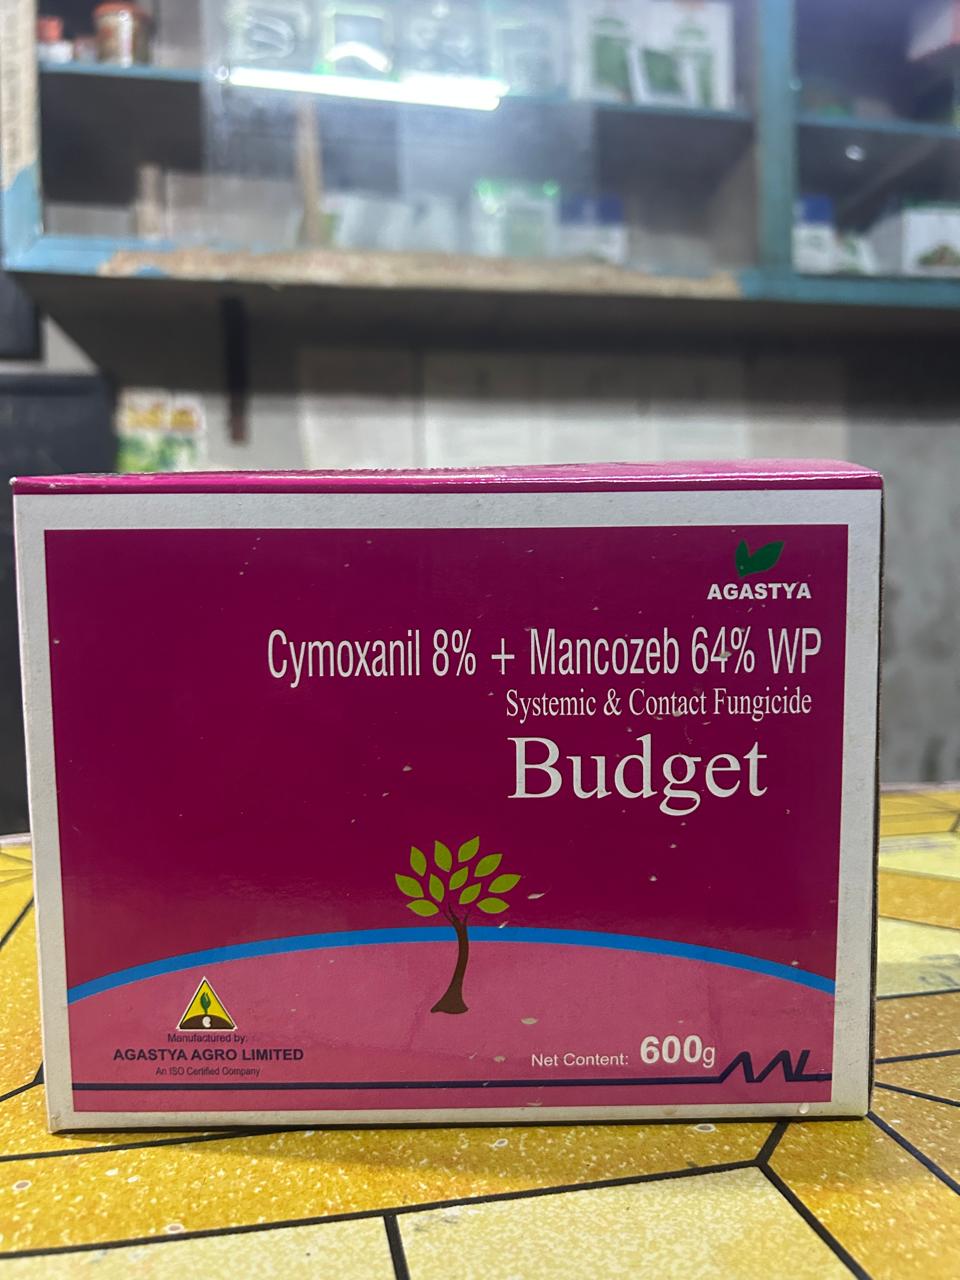 AGASTYA
Cymoxanil 8% + Mancozeb 64% WP
Systemic & Contact Fungicide
Budget
Manufactured by:
AGASTYA AGRO LIMITED
An ISO Certified Company
Net Content: 600g
AAL